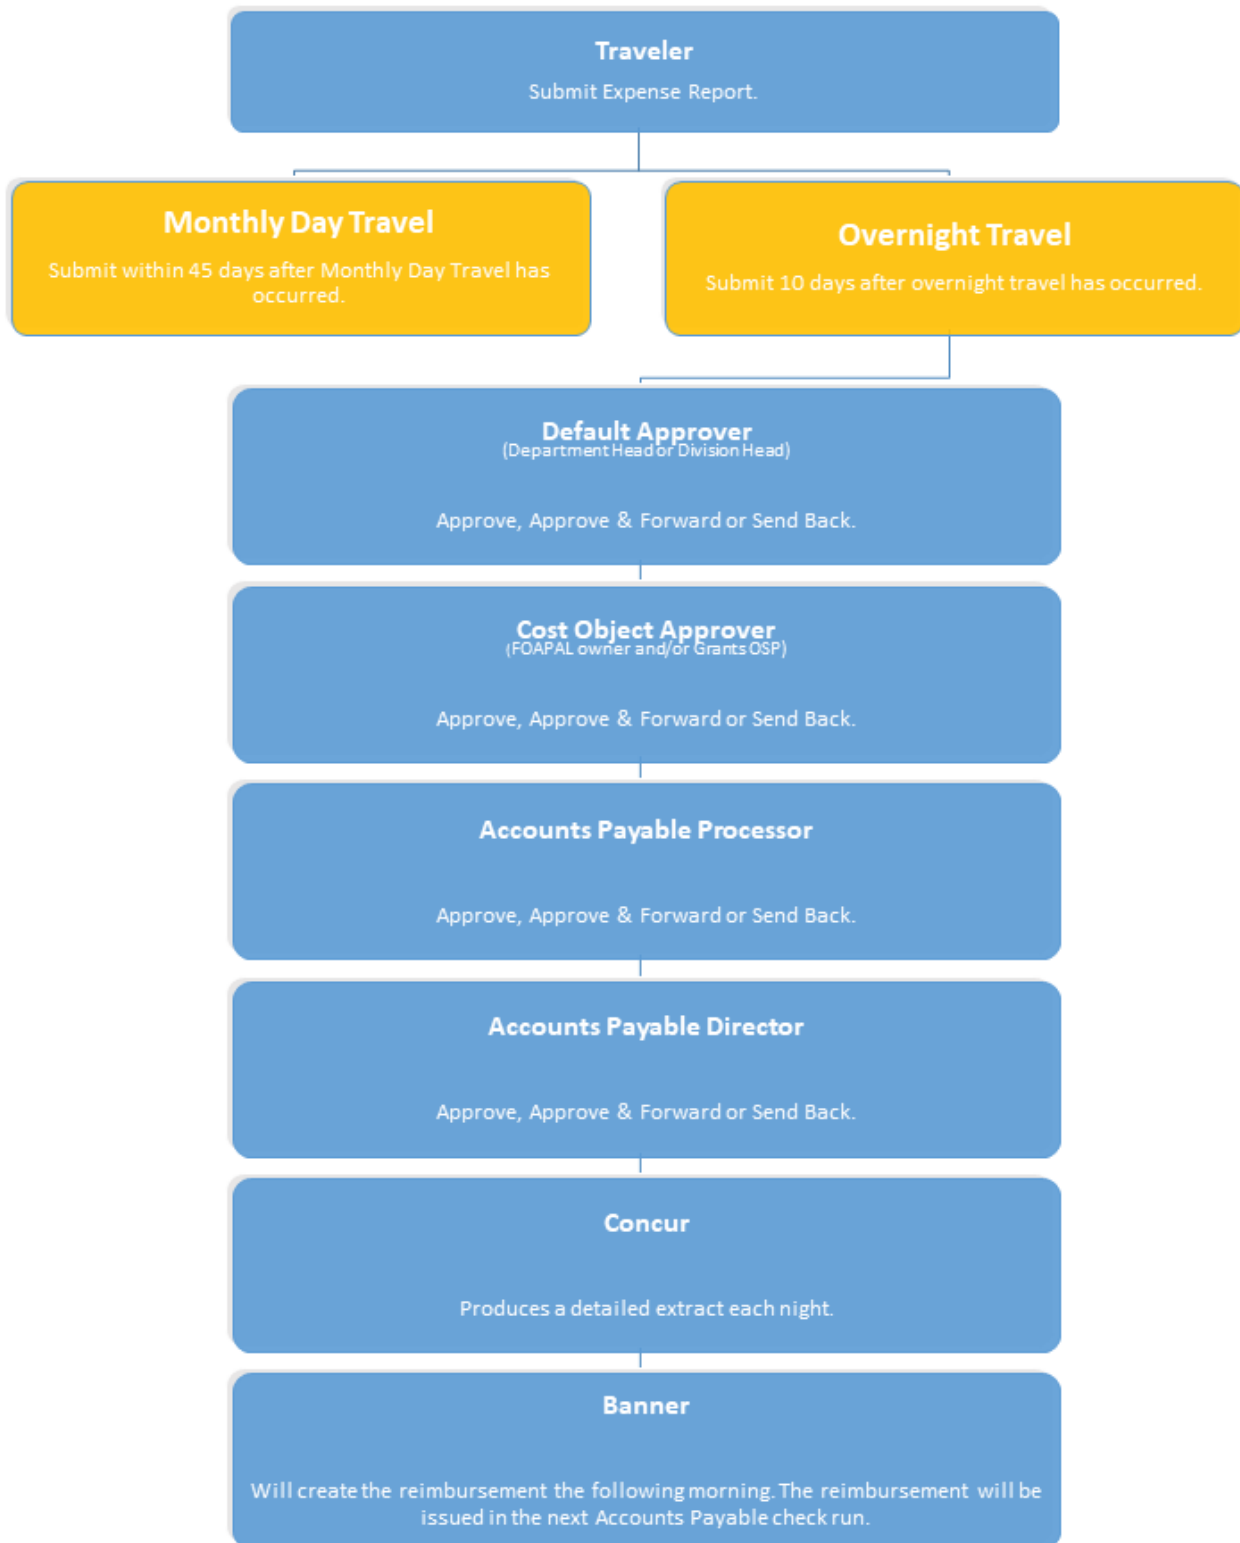 Traveler
Submit Expense Report.
Monthly Day Travel
Submit within 45 days after Monthly Day Travel has
occurred.
Overnight Travel
Submit 10 days after overnight travel has occurred.
Default Approver
(Department Head or Division Head)
Approve, Approve & Forward or Send Back.
Cost Object Approver
(FOAPAL owner and/or Grants OSP)
Approve, Approve & Forward or Send Back.
Accounts Payable Processor
Approve, Approve & Forward or Send Back.
Accounts Payable Director
Approve, Approve & Forward or Send Back.
Concur
Produces a detailed extract each night.
Banner
Will create the reimbursement the following morning. The reimbursement will be
issued in the next Accounts Payable check run.